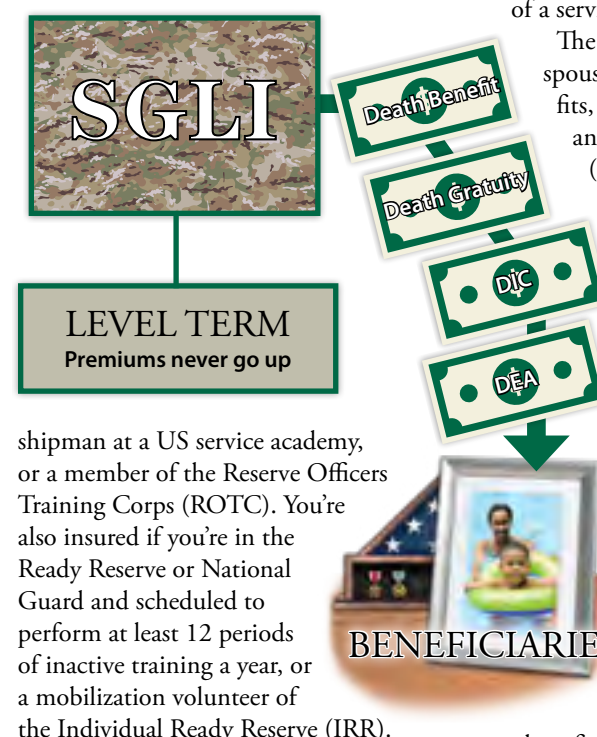 of a serv
The
spous
fits,
an
(
SGLI
Death Benefit
Death Gratuity
DIC
DEA
LEVEL TERM
Premiums never go up
BENEFICIARIE
shipman at a US service academy,
or a member of the Reserve Officers
Training Corps (ROTC). You’re
also insured if you’re in the
Ready Reserve or National
Guard and scheduled to
perform at least 12 periods
of inactive training a year, or
a mobilization volunteer of
the Individual Ready Reserve (IRR).